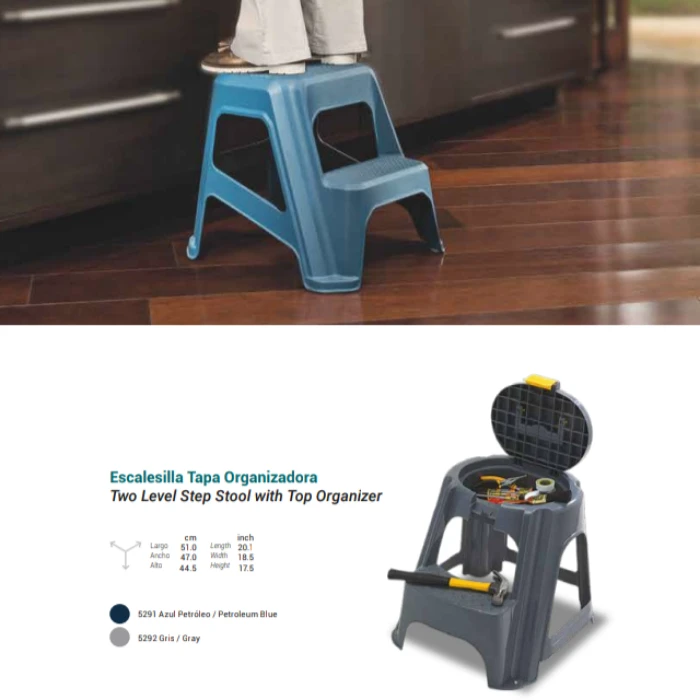 Escalesilla Tapa Organizadora
Two Level Step Stool with Top Organizer
cm inch
Largo 51.0 Length 20.1
Ancho 47.0 Width 18.5
Alto 44.5 Height 17.5
5291 Azul Petróleo / Petroleum Blue
5292 Gris / Gray